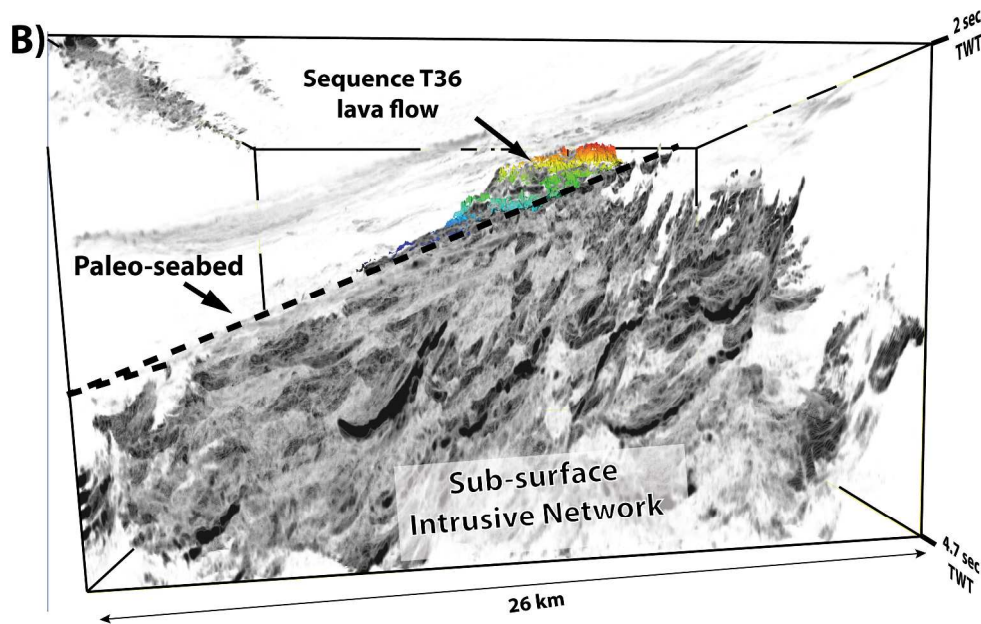 B)
2 sec
TWT
Sequence T36
lava flow
Paleo-seabed
Sub-surface
Intrusive Network
4.7 sec
TWT
26 km